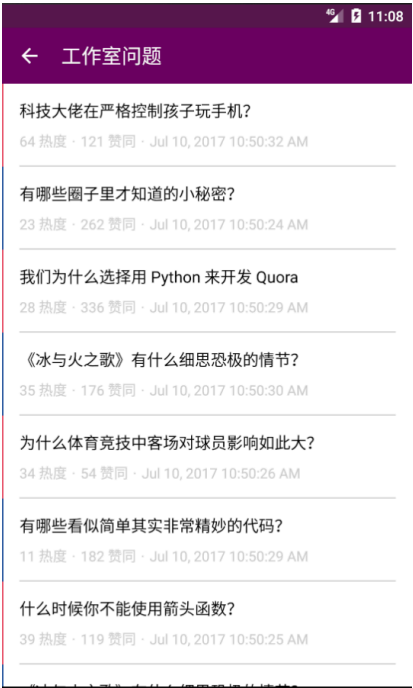 4G 11:08
工作室问题
科技大佬在严格控制孩子玩手机?
64 热度 · 121 赞同 · Jul 10, 2017 10:50:32 AM
有哪些圈子里才知道的小秘密?
23 热度 · 262 赞同 · Jul 10, 2017 10:50:24 AM
我们为什么选择用 Python 来开发 Quora
28 热度 · 336 赞同 · Jul 10, 2017 10:50:29 AM
《冰与火之歌》有什么细思恐极的情节?
35 热度 · 176 赞同 · Jul 10, 2017 10:50:30 AM
为什么体育竞技中客场对球员影响如此大?
34 热度 · 54 赞同 · Jul 10, 2017 10:50:26 AM
有哪些看似简单其实非常精妙的代码?
11 热度 · 182 赞同 · Jul 10, 2017 10:50:29 AM
什么时候你不能使用箭头函数?
39 热度 · 119 赞同 · Jul 10, 2017 10:50:25 AM